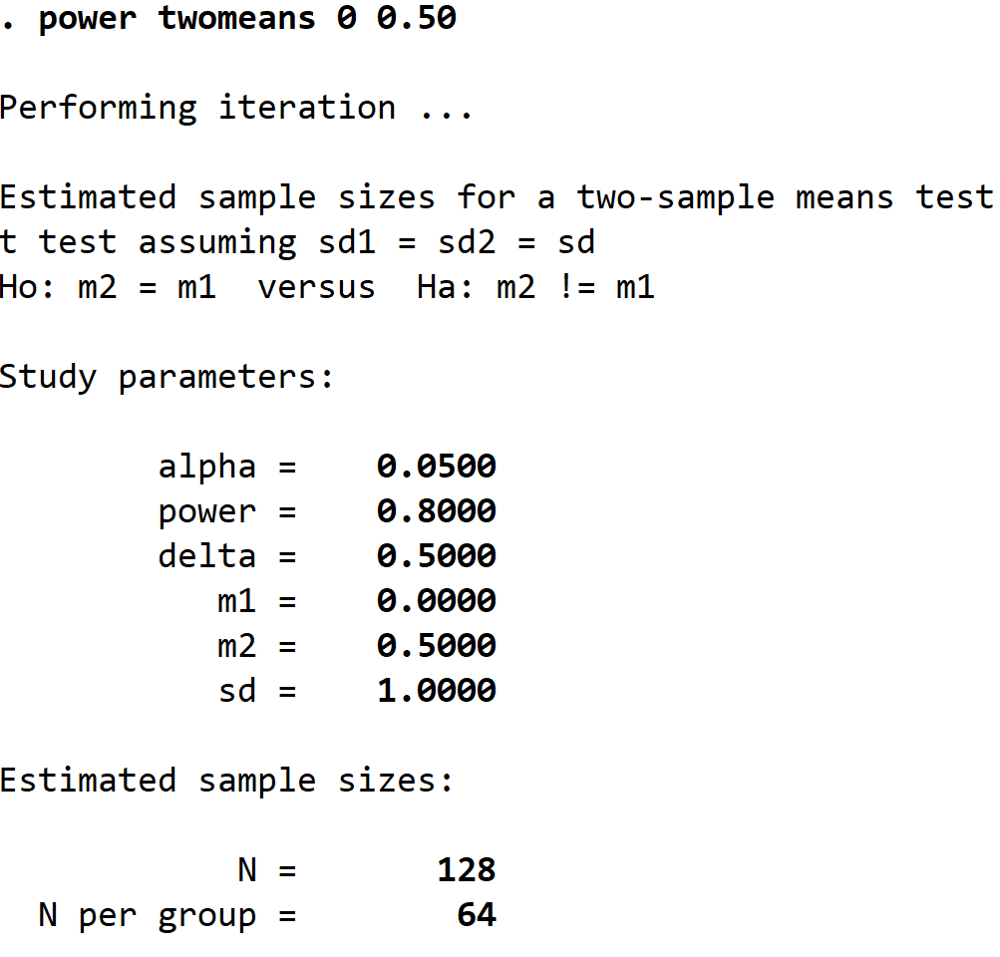 . power twomeans 0 0.50
Performing iteration ...
Estimated sample sizes for a two-sample means test
t test assuming sd1 = sd2 = sd
Ho: m2 = m1  versus  Ha: m2 != m1
Study parameters:
alpha =    0.0500
power =    0.8000
delta =    0.5000
m1 =    0.0000
m2 =    0.5000
sd =    1.0000
Estimated sample sizes:
N =       128
N per group =        64